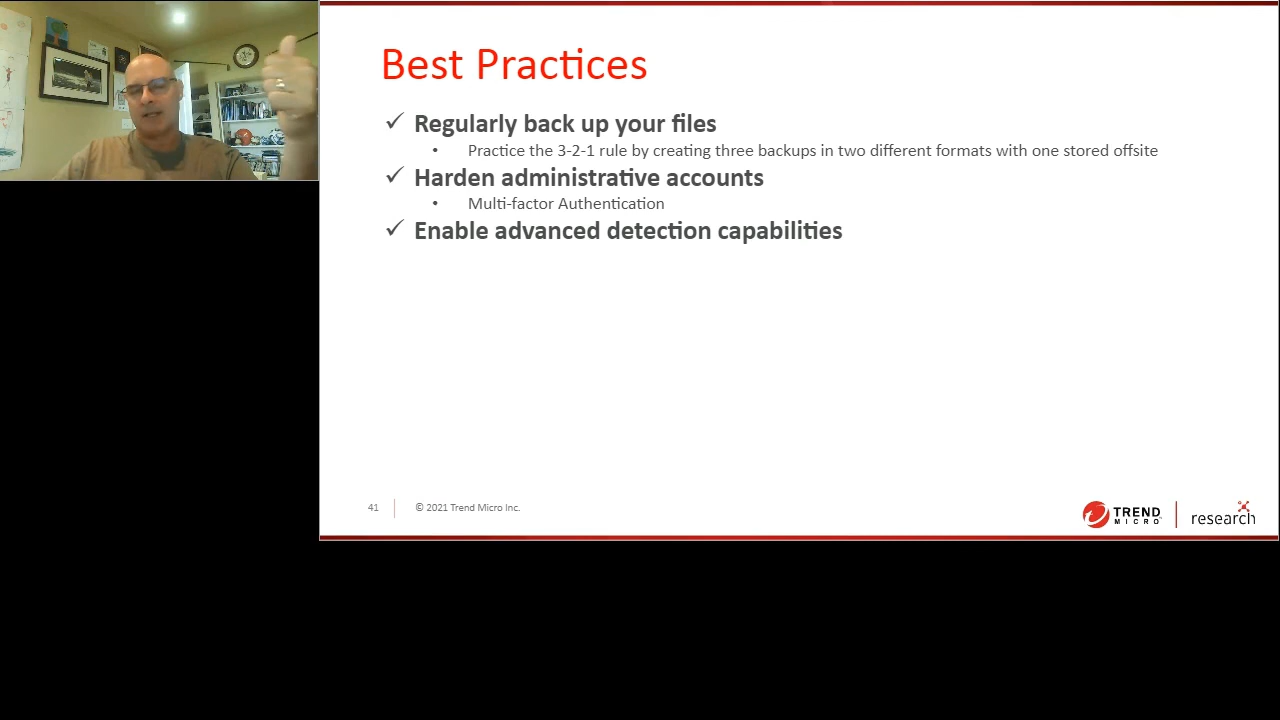 Best Practices
✓ Regularly back up your files
• Practice the 3-2-1 rule by creating three backups in two different formats with one stored offsite
✓ Harden administrative accounts
• Multi-factor Authentication
✓ Enable advanced detection capabilities
41
© 2021 Trend Micro Inc.
TREND
MICRO
research